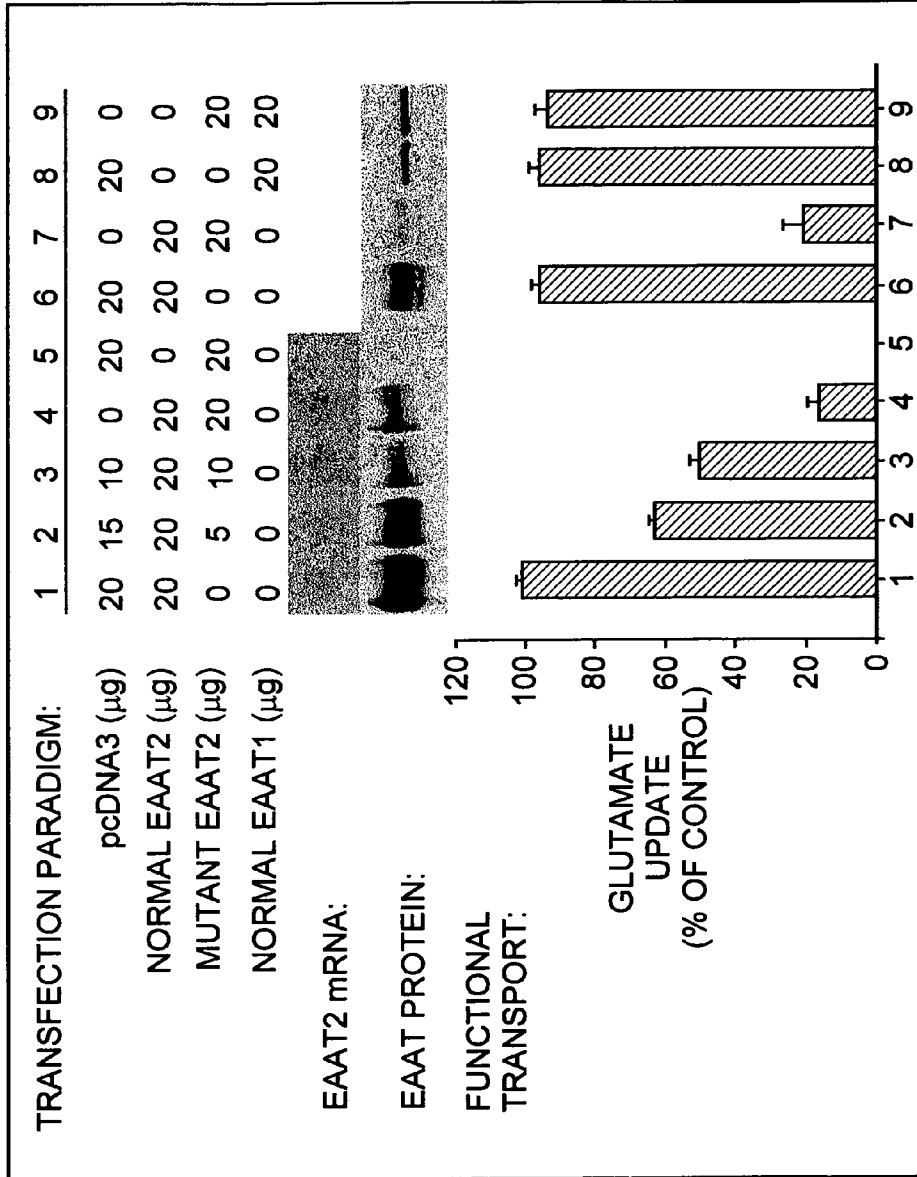 TRANSFECTION PARADIGM: 1 2 3 4 5 6 7 8 9
pcDNA3 (µg) 20 15 10 0 20 20 0 20 0
NORMAL EAAT2 (µg) 20 20 20 20 0 20 20 0 0
MUTANT EAAT2 (µg) 0 5 10 20 20 0 20 0 20
NORMAL EAAT1 (µg) 0 0 0 0 0 0 0 20 20
EAAT2 mRNA:
EAAT PROTEIN:
FUNCTIONAL
TRANSPORT:
GLUTAMATE
UPDATE
(% OF CONTROL)
120
100
80
60
40
20
0
1 2 3 4 5 6 7 8 9